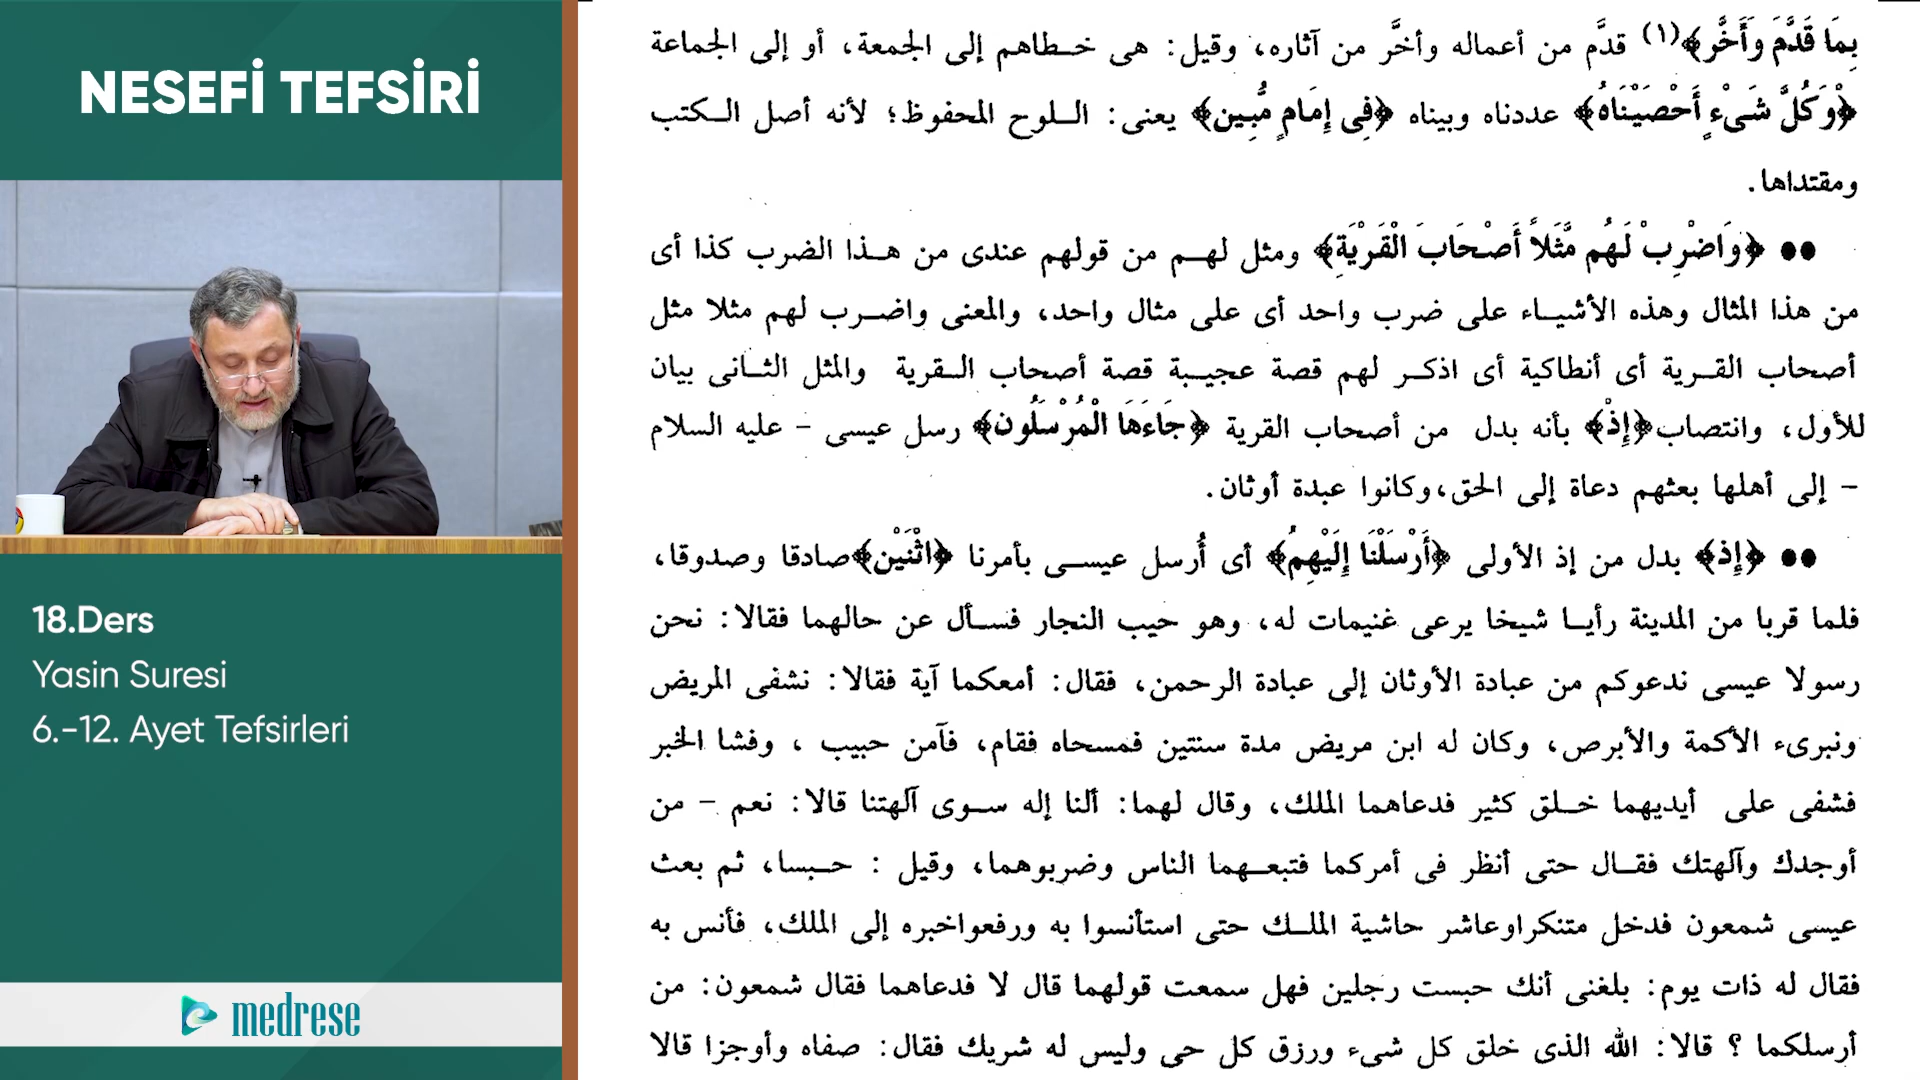 NESEFİ TEFSİRİ
18.Ders
Yasin Suresi
6.-12. Ayet Tefsirleri
medrese
بِمَا قَدَّمَ وَأَخَّر﴾(١) قدَّم من أعماله وأخَّر من آثاره، وقيل: هى خـطاهم إلى الجمعة، أو إلى الجماعة
﴿وَكُلَّ شَىْءٍ أَحْصَيْنَاهُ﴾ عددناه وبيناه ﴿فِى إِمَامٍ مُّبِين﴾ يعنى: اللوح المحفوظ؛ لأنه أصل الكتب
ومقتداها.
●● ﴿وَاضْرِبْ لَهُم مَّثَلاً أَصْحَابَ الْقَرْيَةِ﴾ ومثل لهم من قولهم عندى من هذا الضرب كذا أى
من هذا المثال وهذه الأشياء على ضرب واحد أى على مثال واحد، والمعنى واضرب لهم مثلا مثل
أصحاب القرية أى أنطاكية أى اذكر لهم قصة عجيبة قصة أصحاب القرية والمثل الثانى بيان
للأول، وانتصاب ﴿إِذْ﴾ بأنه بدل من أصحاب القرية ﴿جَاءَهَا الْمُرْسَلُون﴾ رسل عيسى – عليه السلام
– إلى أهلها بعثهم دعاة إلى الحق، وكانوا عبدة أوثان.
●● ﴿إِذ﴾ بدل من إذ الأولى ﴿أَرْسَلْنَا إِلَيْهِمُ﴾ أى أُرسل عيسى بأمرنا ﴿اثْنَيْن﴾ صادقا وصدوقا،
فلما قربا من المدينة رأيا شيخا يرعى غنيمات له، وهو حيب النجار فسأل عن حالهما فقالا: نحن
رسولا عيسى ندعوكم من عبادة الأوثان إلى عبادة الرحمن، فقال: أمعكما آية فقالا: نشفى المريض
ونبرىء الأكمة والأبرص، وكان له ابن مريض مدة سنتين فمسحاه فقام، فآمن حبيب ، وفشا الخبر
فشفى على أيديهما خلق كثير فدعاهما الملك، وقال لهما: ألنا إله سوى آلهتنا قالا: نعم – من
أوجدك وآلهتك فقال حتى أنظر فى أمركما فتبعهما الناس وضربوهما، وقيل : حبسا، ثم بعث
عيسى شمعون فدخل متنكراوعاشر حاشية الملك حتى استأنسوا به ورفعواخبره إلى الملك، فأنس به
فقال له ذات يوم: بلغنى أنك حبست رجلين فهل سمعت قولهما قال لا فدعاهما فقال شمعون: من
أرسلكما ؟ قالا: الله الذى خلق كل شىء ورزق كل حى وليس له شريك فقال: صفاه وأوجزا قالا